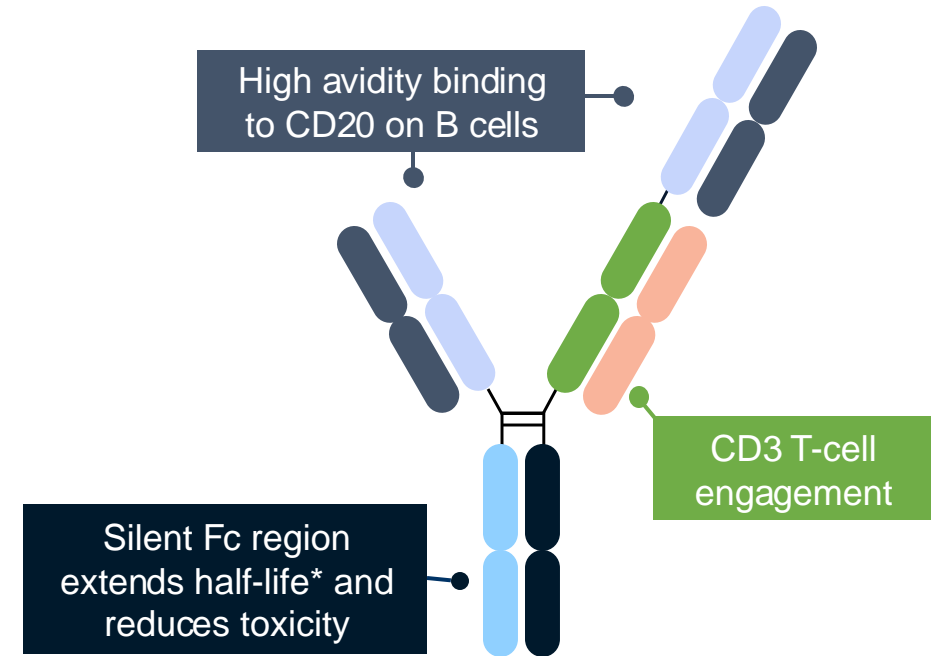 High avidity binding
to CD20 on B cells
CD3 T-cell
engagement
Silent Fc region
extends half-life* and
reduces toxicity